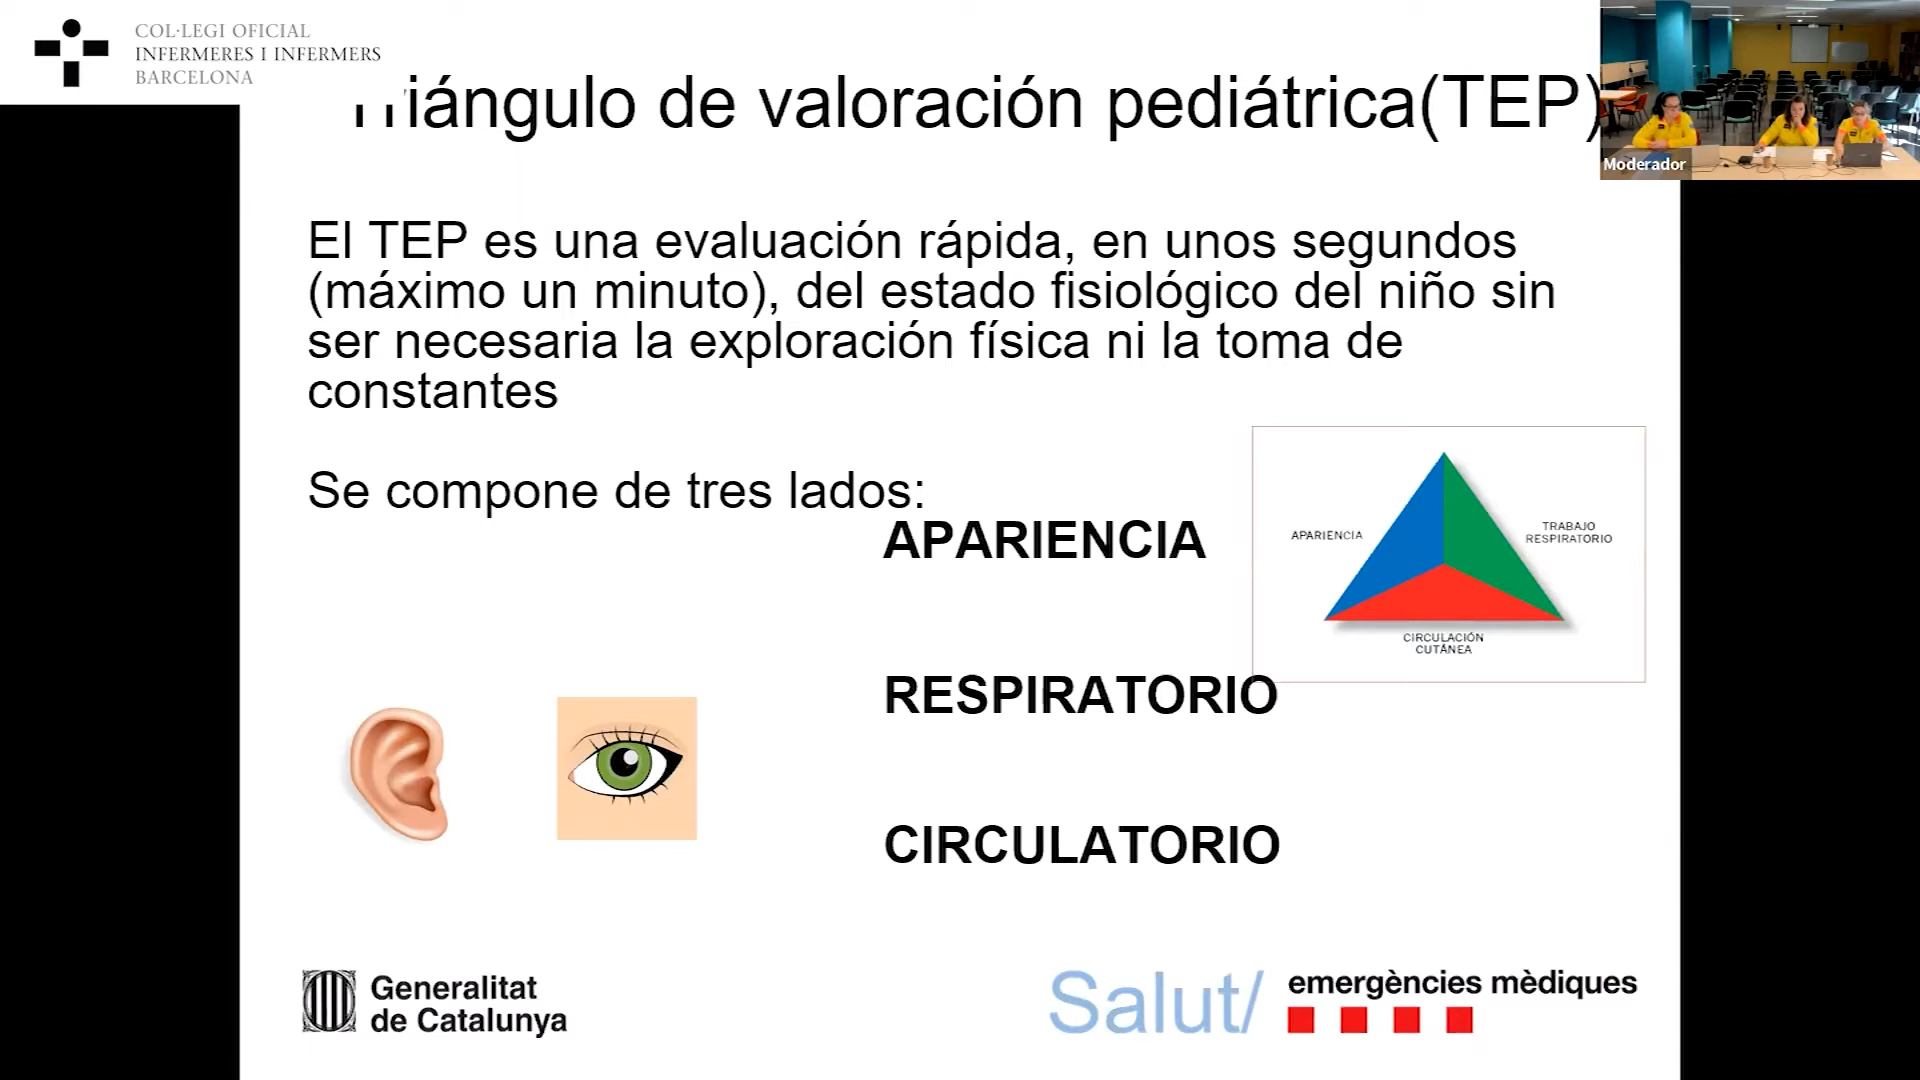 COL·LEGI OFICIAL
INFERMERES I INFERMERS
BARCELONA
Triángulo de valoración pediátrica(TEP)
Moderador
El TEP es una evaluación rápida, en unos segundos
(máximo un minuto), del estado fisiológico del niño sin
ser necesaria la exploración física ni la toma de
constantes
Se compone de tres lados:
APARIENCIA
APARIENCIA
TRABAJO
RESPIRATORIO
CIRCULACIÓN
CUTÁNEA
RESPIRATORIO
CIRCULATORIO
Generalitat
de Catalunya
Salut/
emergències mèdiques